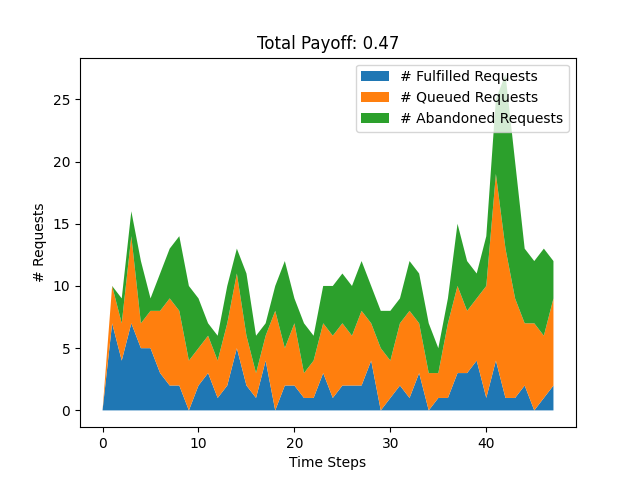 Total Payoff: 0.47
# Fulfilled Requests
# Queued Requests
# Abandoned Requests
# Requests
25
20
15
10
5
0
0 10 20 30 40
Time Steps